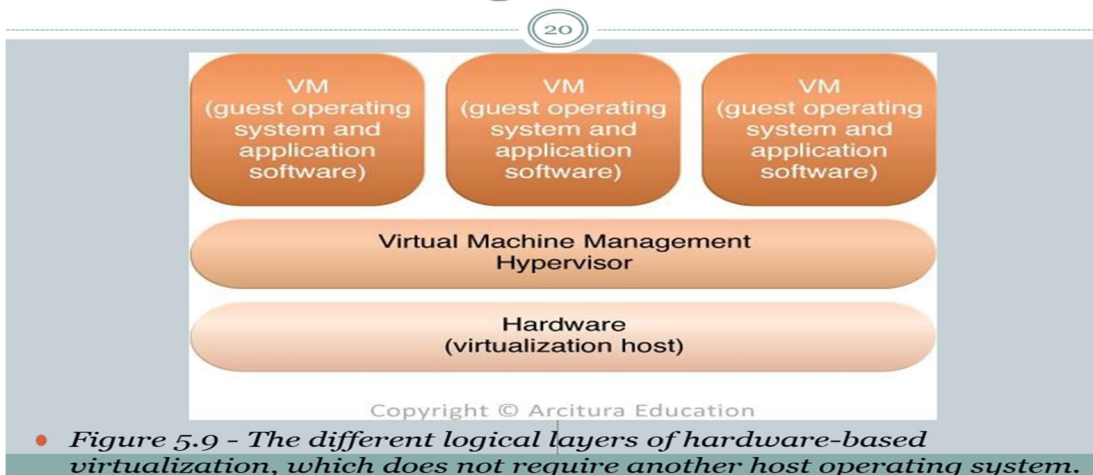 20
VM
(guest operating
system and
application
software)
VM
(guest operating
system and
application
software)
VM
(guest operating
system and
application
software)
Virtual Machine Management
Hypervisor
Hardware
(virtualization host)
Copyright © Arcitura Education
• Figure 5.9 - The different logical layers of hardware-based
virtualization, which does not require another host operating system.